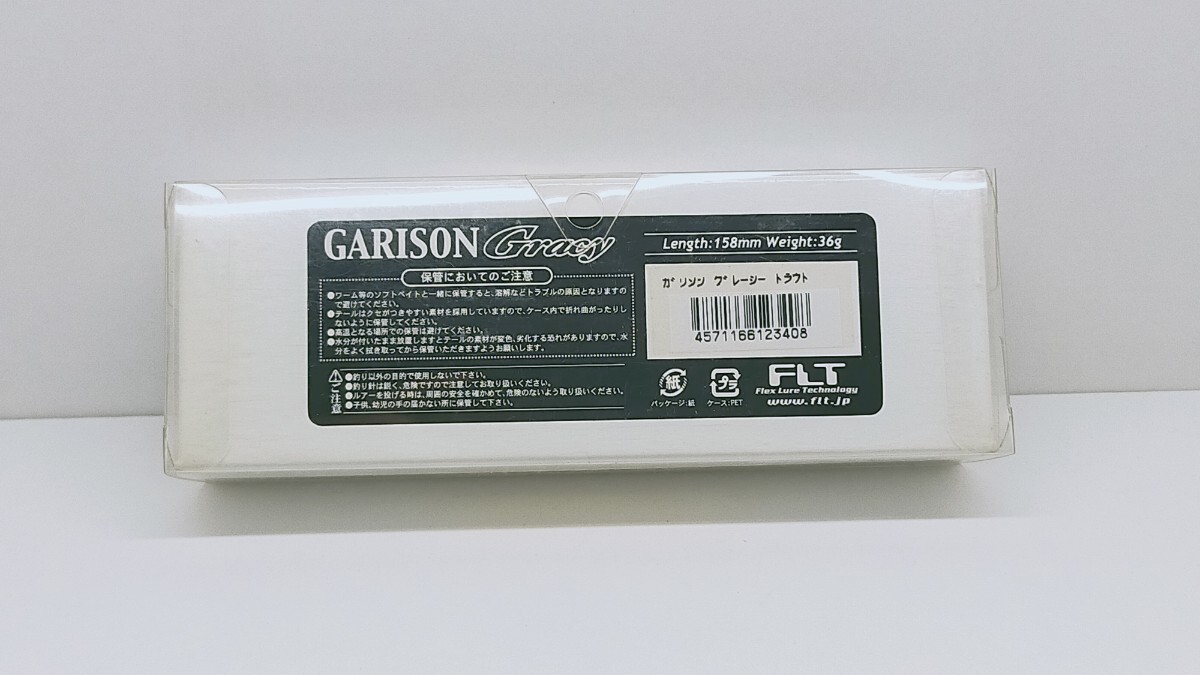 GARISON Gracy
保管においてのご注意
●ワーム等のソフトベイトと一緒に保管すると、溶解などトラブルの原因となりますの
で避けてください。
●テールはクセがつきやすい素材を採用していますので、ケース内で折れ曲がったりし
ないように保管してください。
●高温となる場所での保管は避けてください。
●水分が付いたまま放置しますとテールの素材が変色、劣化する恐れがありますので、水
分をよく拭き取ってから保管いただきますようお願いします。
⚠ご注意
●釣り以外の目的で使用しないで下さい。
●釣り針は鋭く、危険ですので注意してお取り扱いください。
●ルアーを投げる時は、周囲の安全を確かめて、危険のないよう取り扱いください。
●子供、幼児の手の届かない所に保管して下さい。
Length:158mm Weight:36g
ガリソン グレーシー トラウト
4571166123408
紙
パッケージ:紙
プラ
ケース:PET
FLT
Flex Lure Technology
www.flt.jp